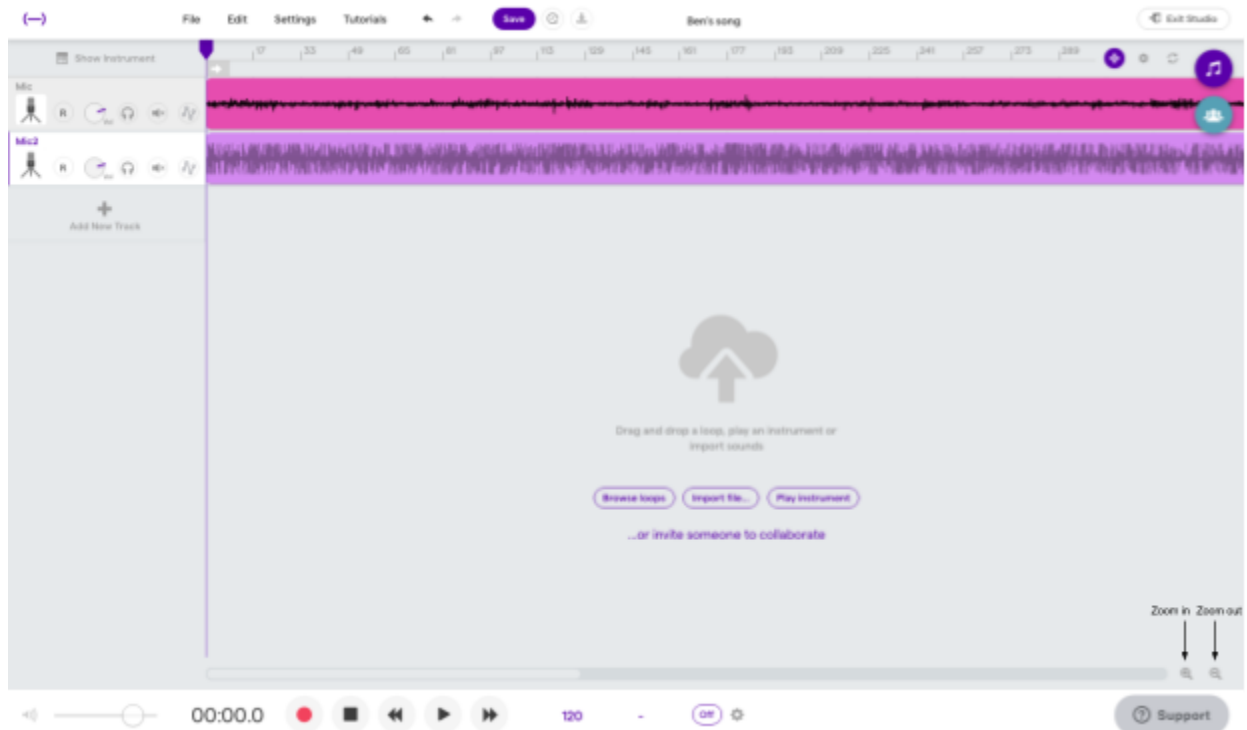 File Edit Settings Tutorials Save Ben's song Exit Studio
Show Instrument 17 33 49 65 81 97 113 129 145 161 177 193 209 225 241 257 273 289
Mic
R
Mic2
R
Add New Track
Drag and drop a loop, play an instrument or
import sounds
Browse loops Import file... Play instrument
...or invite someone to collaborate
Zoom in Zoom out
00:00.0 120 - Off Support